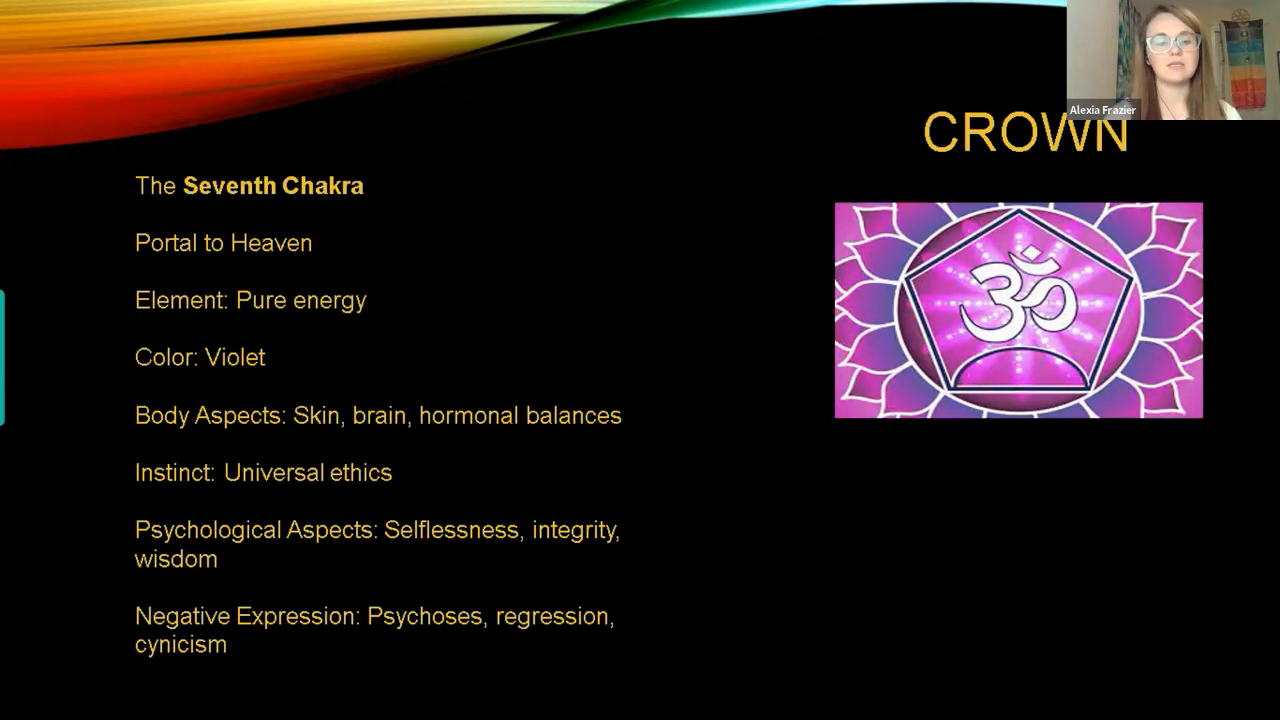 Alexia Frazier
CROWN
The Seventh Chakra
Portal to Heaven
Element: Pure energy
Color: Violet
Body Aspects: Skin, brain, hormonal balances
Instinct: Universal ethics
Psychological Aspects: Selflessness, integrity,
wisdom
Negative Expression: Psychoses, regression,
cynicism
ॐ